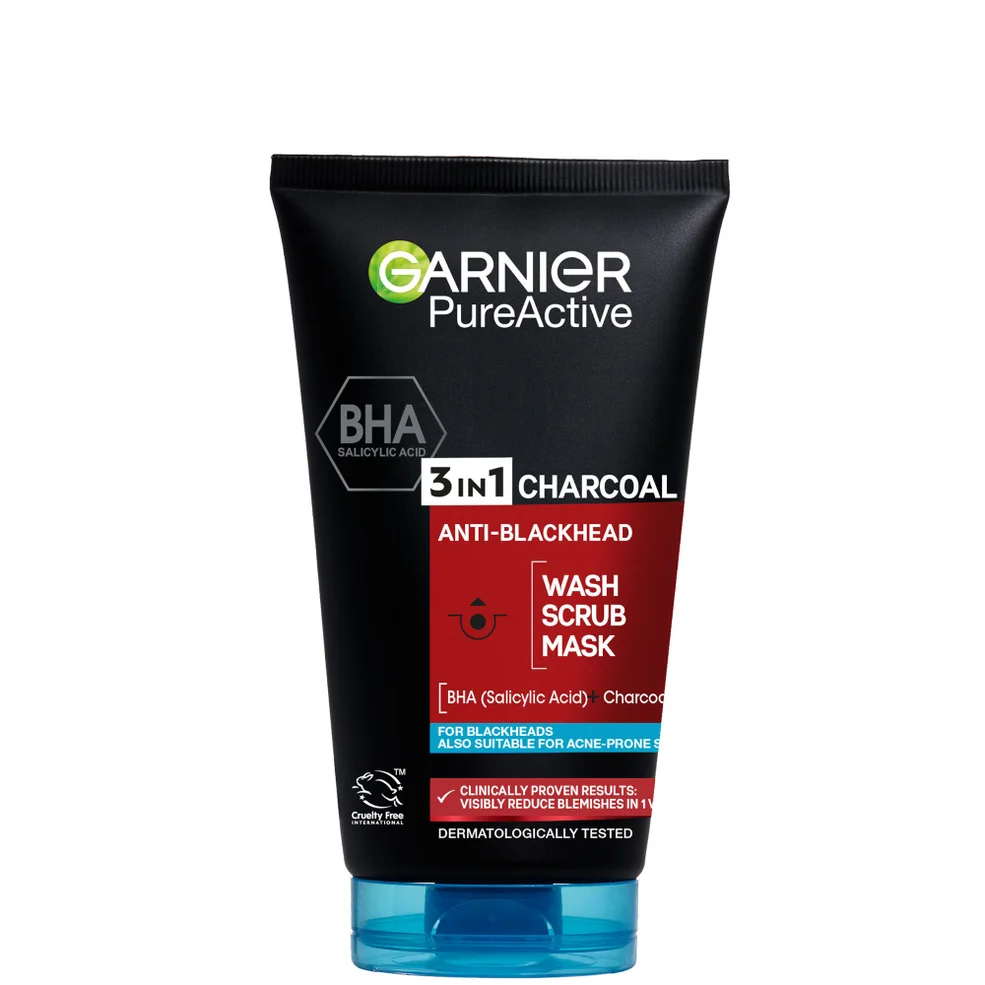 GARNIER
PureActive
BHA
SALICYLIC ACID
3 IN 1 CHARCOAL
ANTI-BLACKHEAD
WASH
SCRUB
MASK
BHA (Salicylic Acid) + Charcoa
FOR BLACKHEADS
ALSO SUITABLE FOR ACNE-PRONE S
CLINICALLY PROVEN RESULTS:
VISIBLY REDUCE BLEMISHES IN 1 W
DERMATOLOGICALLY TESTED
TM
Cruelty Free
INTERNATIONAL